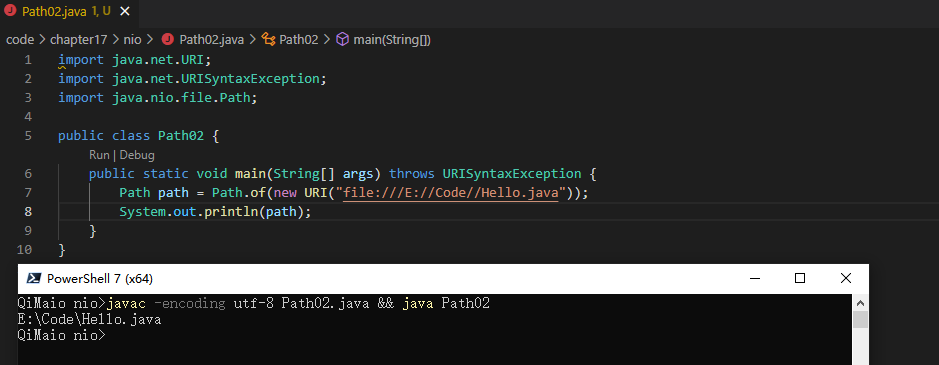 Path02.java 1, U
code > chapter17 > nio > Path02.java > Path02 > main(String[])
1 import java.net.URI;
2 import java.net.URISyntaxException;
3 import java.nio.file.Path;
4
5 public class Path02 {
Run | Debug
6 public static void main(String[] args) throws URISyntaxException {
7 Path path = Path.of(new URI("file:///E://Code//Hello.java"));
8 System.out.println(path);
9 }
10 }
PowerShell 7 (x64)
QiMaio nio>javac -encoding utf-8 Path02.java && java Path02
E:\Code\Hello.java
QiMaio nio>